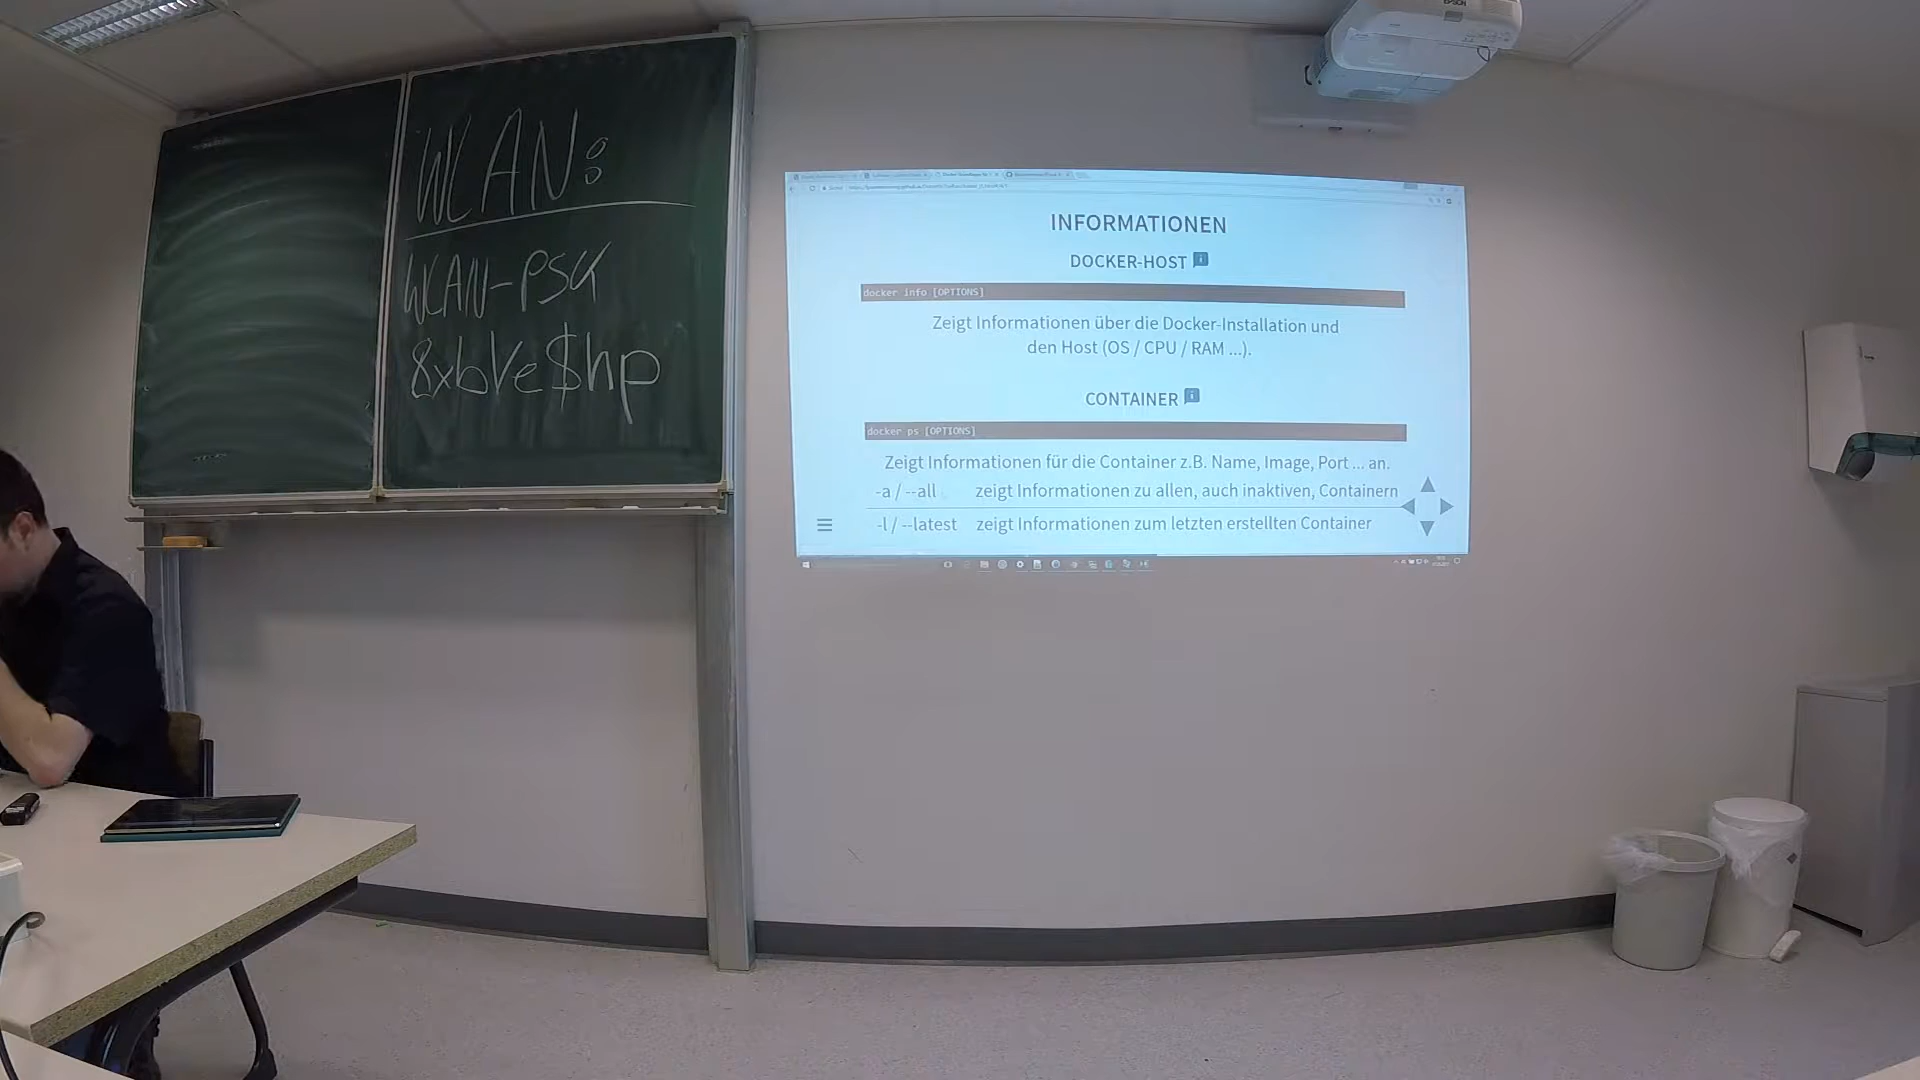 WLAN:
WLAN-PSK
8xbVe$hp
EPSON
INFORMATIONEN
DOCKER-HOST
docker info [OPTIONS]
Zeigt Informationen über die Docker-Installation und
den Host (OS / CPU / RAM ...).
CONTAINER
docker ps [OPTIONS]
Zeigt Informationen für die Container z.B. Name, Image, Port ... an.
-a / --all zeigt Informationen zu allen, auch inaktiven, Containern
-l / --latest zeigt Informationen zum letzten erstellten Container